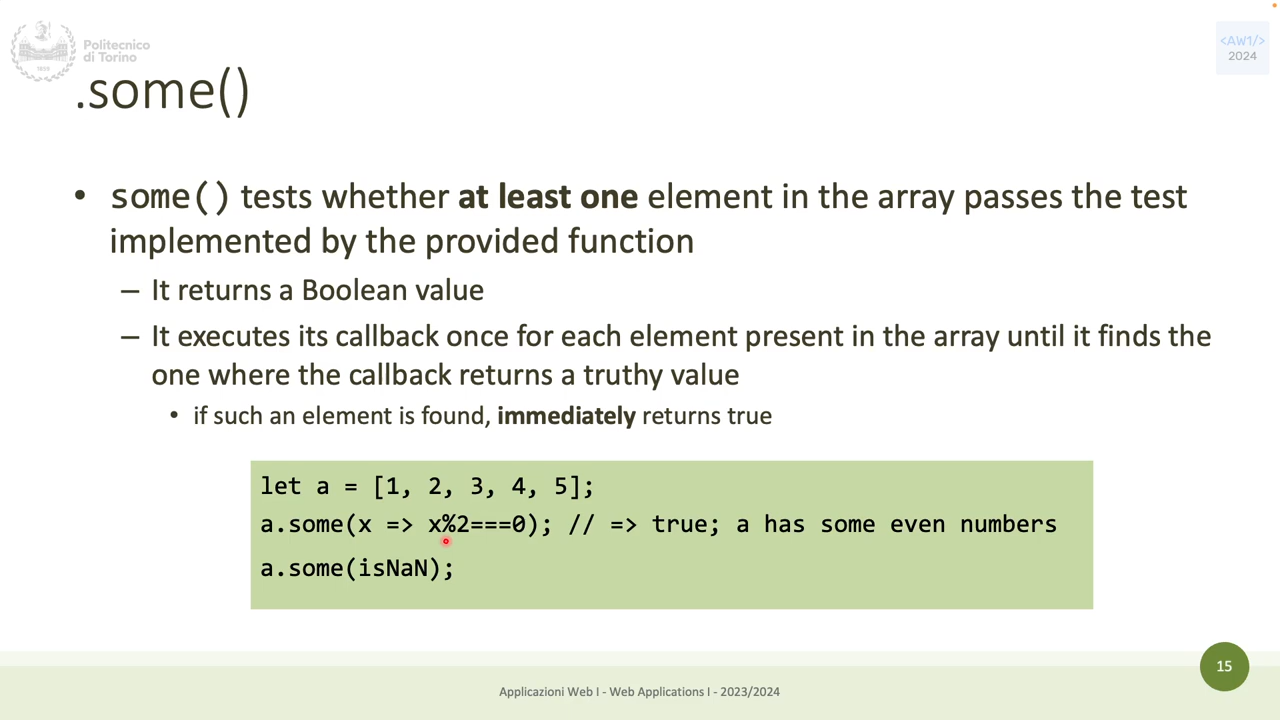 Politecnico
di Torino
1859
<AW1/>
2024
.some()
• some() tests whether at least one element in the array passes the test
implemented by the provided function
– It returns a Boolean value
– It executes its callback once for each element present in the array until it finds the
one where the callback returns a truthy value
• if such an element is found, immediately returns true
let a = [1, 2, 3, 4, 5];
a.some(x => x%2===0); // => true; a has some even numbers
a.some(isNaN);
15
Applicazioni Web I - Web Applications I - 2023/2024